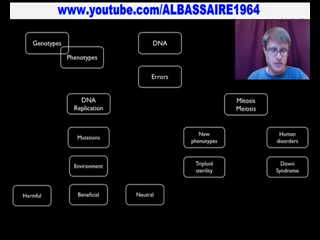 www.youtube.com/ALBASSAIRE1964
Genotypes
Phenotypes
DNA
Errors
DNA
Replication
Mitosis
Meiosis
Mutations
New
phenotypes
Human
disorders
Environment
Triploid
sterility
Down
Syndrome
Harmful
Beneficial
Neutral